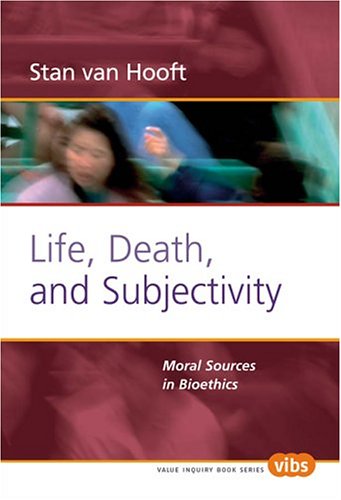 Stan van Hooft
Life, Death,
and Subjectivity
Moral Sources
in Bioethics
VALUE INQUIRY BOOK SERIES
vibs